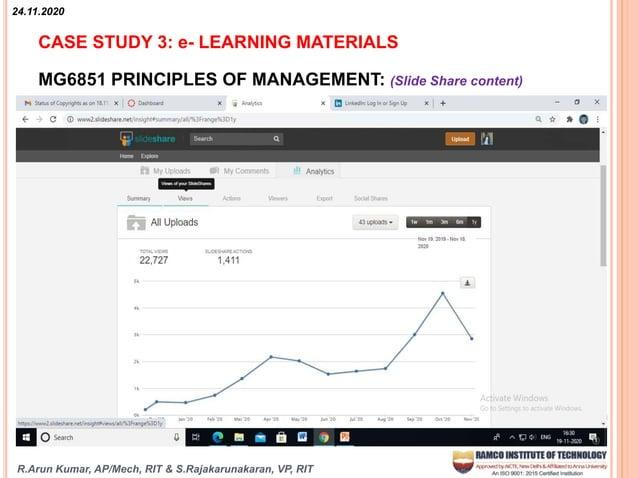 24.11.2020
CASE STUDY 3: e- LEARNING MATERIALS
MG6851 PRINCIPLES OF MANAGEMENT: (Slide Share content)
Status of Copyrights as on 18.11 Dashboard Analytics LinkedIn: Log In or Sign Up
www2.slideshare.net/insight#summary/all/%3Frange%3D1y
slideshare Search Upload
Home Explore
My Uploads My Comments Analytics
Views of your SlideShares
Summary Views Actions Viewers Export Social Shares
All Uploads 43 uploads 1w 1m 3m 6m 1y
Nov 19, 2019 - Nov 18, 2020
TOTAL VIEWS SLIDESHARE ACTIONS
22,727 1,411
5k
4k
3k
2k
1k
0k
Jan '20 Feb '20 Mar '20 Apr '20 May '20 Jun '20 Jul '20 Aug '20 Sep '20 Oct '20 Nov '20
Activate Windows
Go to Settings to activate Windows.
https://www2.slideshare.net/insight#views/all/%3Frange%3D1y
Search ENG 16:30
19-11-2020
R.Arun Kumar, AP/Mech, RIT & S.Rajakarunakaran, VP, RIT
RAMCO INSTITUTE OF TECHNOLOGY
Approved by AICTE, New Delhi & Affiliated to Anna University
An ISO 9001: 2015 Certified Institution